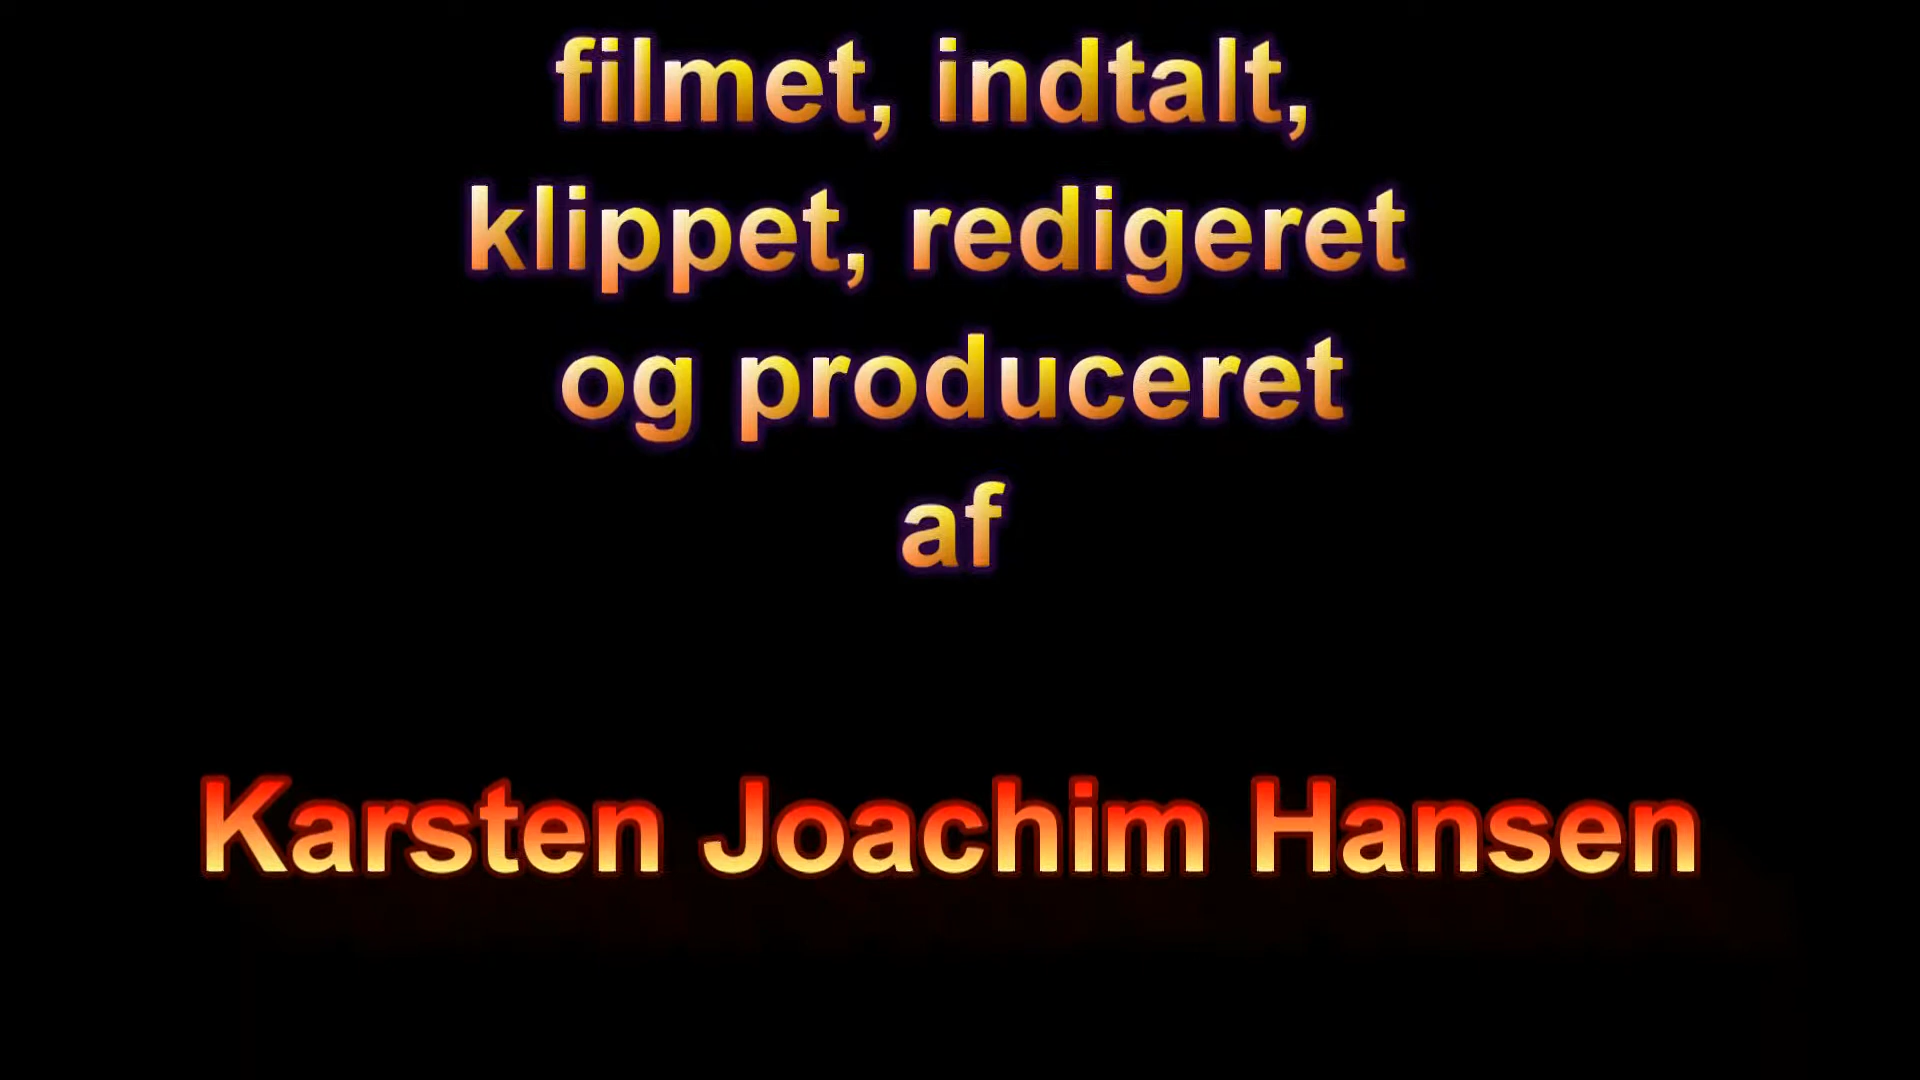 filmet, indtalt,
klippet, redigeret
og produceret
af
Karsten Joachim Hansen